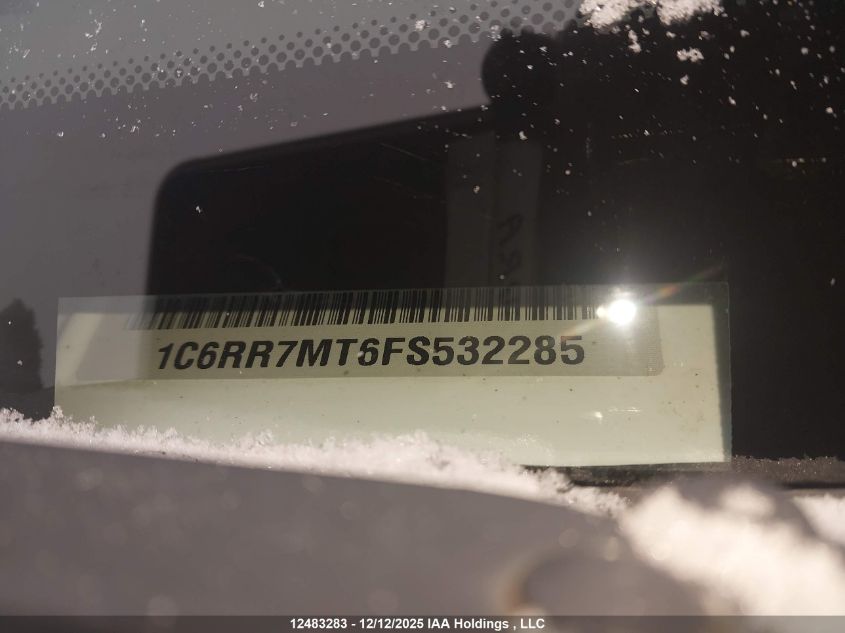 1C6RR7MT6FS532285
12483283 - 12/12/2025 IAA Holdings , LLC